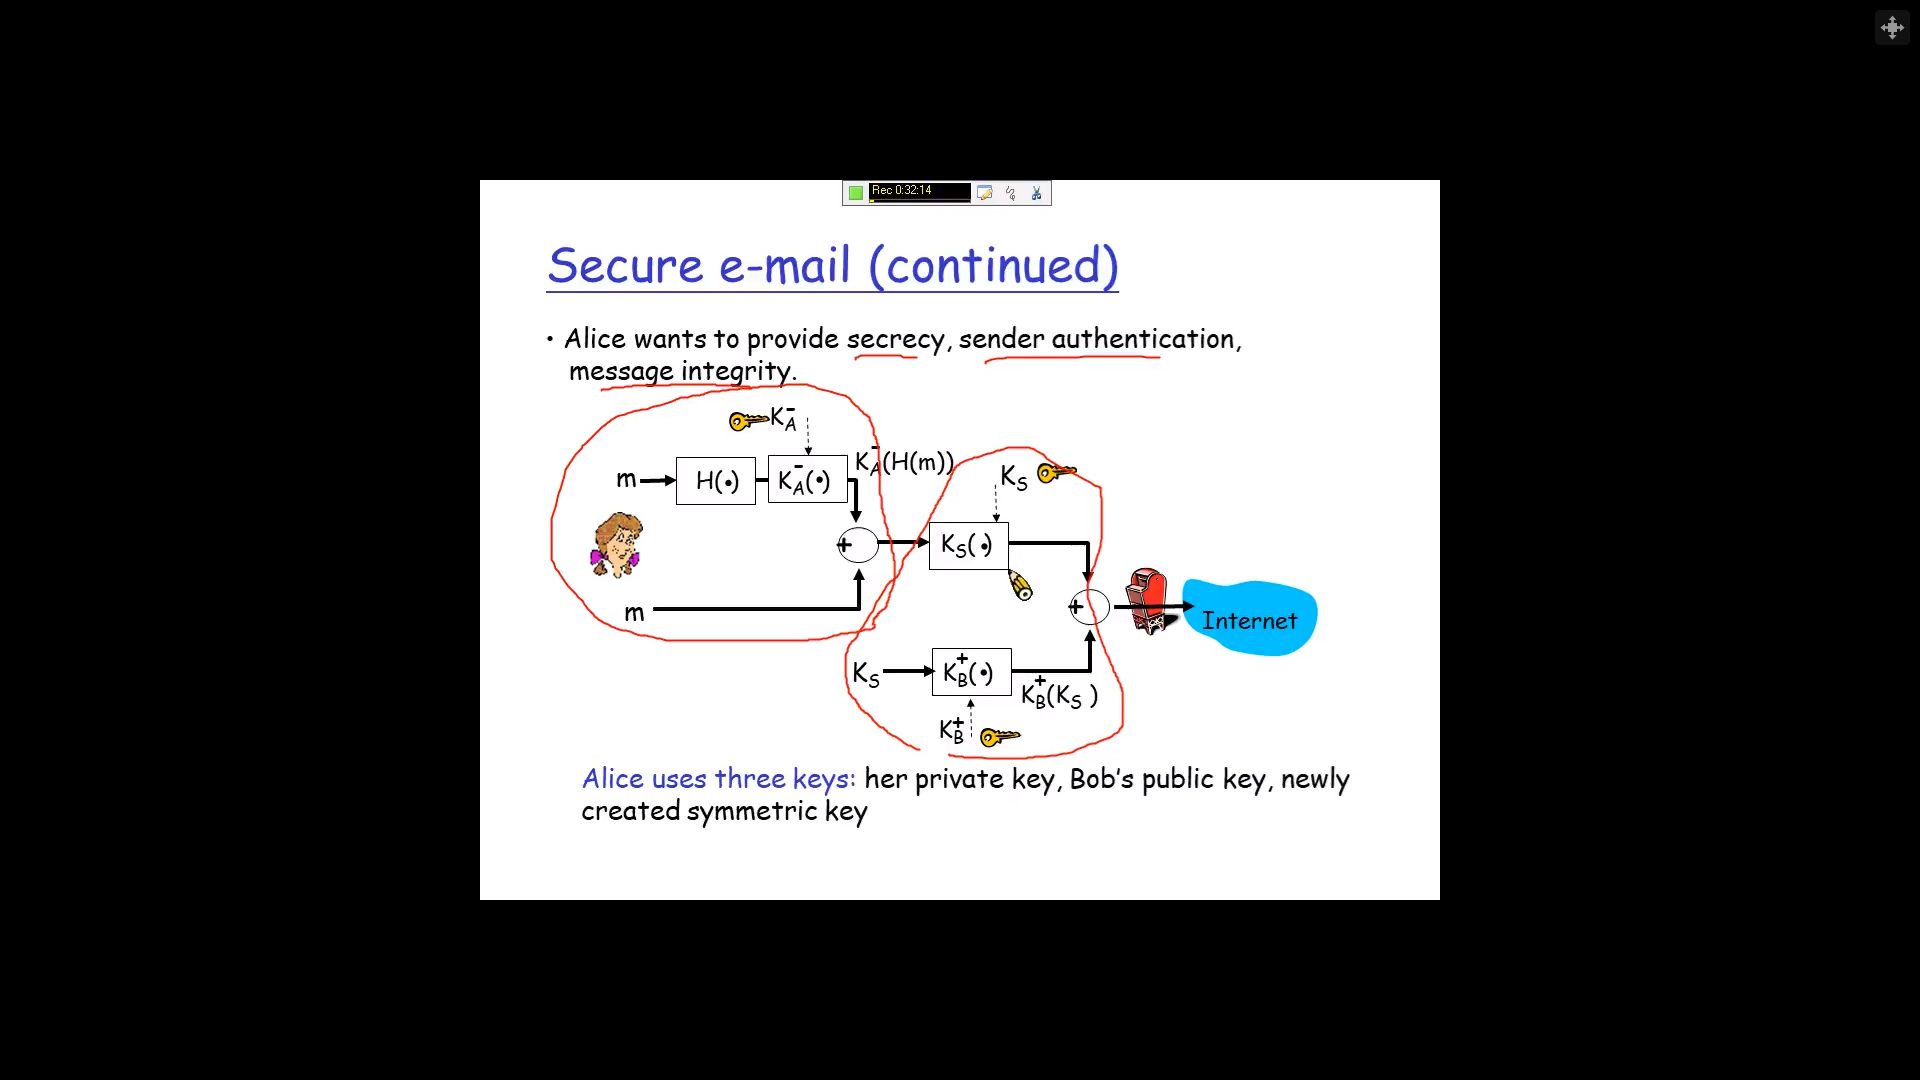 Rec 0:32:14
Secure e-mail (continued)
• Alice wants to provide secrecy, sender authentication,
message integrity.
K_A^-
m H(•) K_A^-(•) K_A^-(H(m))
K_S
+ K_S(•)
m
+ Internet
K_S K_B^+(•) K_B^+(K_S )
K_B^+
Alice uses three keys: her private key, Bob's public key, newly
created symmetric key